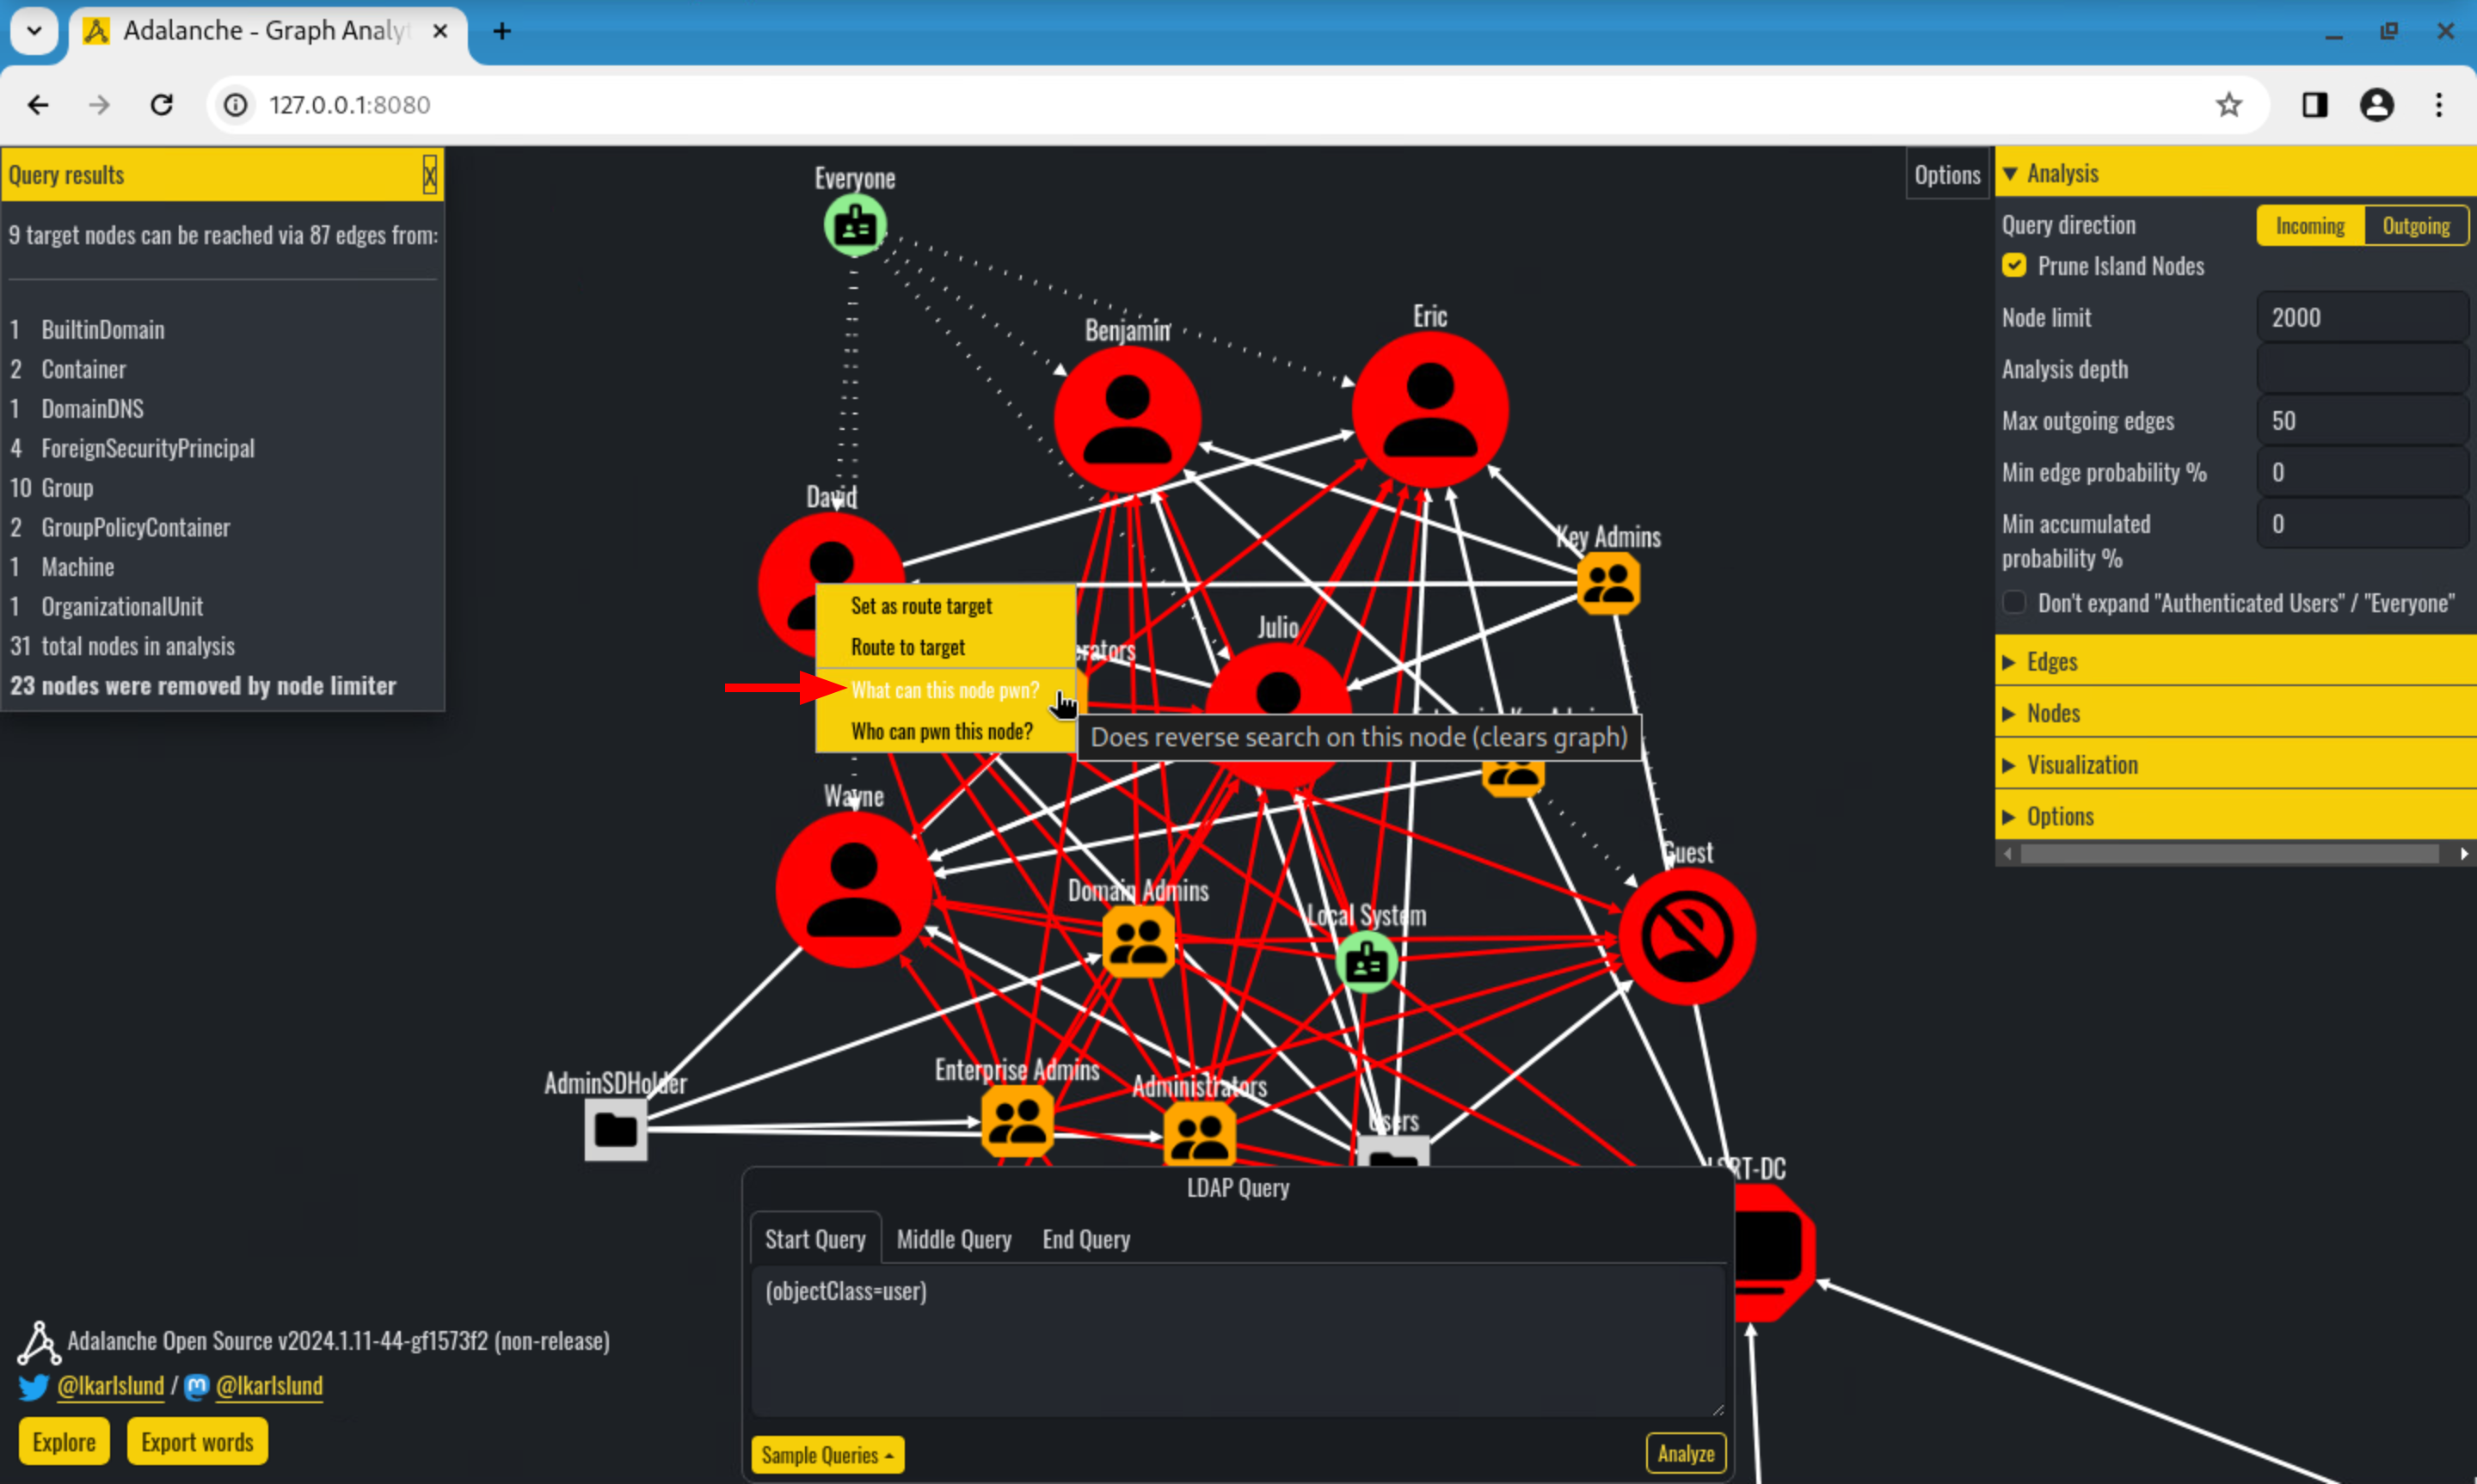 Adalanche - Graph Analyt
127.0.0.1:8080
Query results
X
9 target nodes can be reached via 87 edges from:
1 BuiltinDomain
2 Container
1 DomainDNS
4 ForeignSecurityPrincipal
10 Group
2 GroupPolicyContainer
1 Machine
1 OrganizationalUnit
31 total nodes in analysis
23 nodes were removed by node limiter
Everyone
Benjamin
Eric
David
Key Admins
Set as route target
Route to target
What can this node pwn?
Who can pwn this node?
erators
Julio
Does reverse search on this node (clears graph)
Wayne
Domain Admins
Local System
Guest
AdminSDHolder
Enterprise Admins
Administrators
Users
RT-DC
Options
Analysis
Query direction
Incoming
Outgoing
Prune Island Nodes
Node limit
2000
Analysis depth
Max outgoing edges
50
Min edge probability %
0
Min accumulated
probability %
0
Don't expand "Authenticated Users" / "Everyone"
Edges
Nodes
Visualization
Options
LDAP Query
Start Query
Middle Query
End Query
(objectClass=user)
Sample Queries
Analyze
Adalanche Open Source v2024.1.11-44-gf1573f2 (non-release)
@lkarlslund / @lkarlslund
Explore
Export words